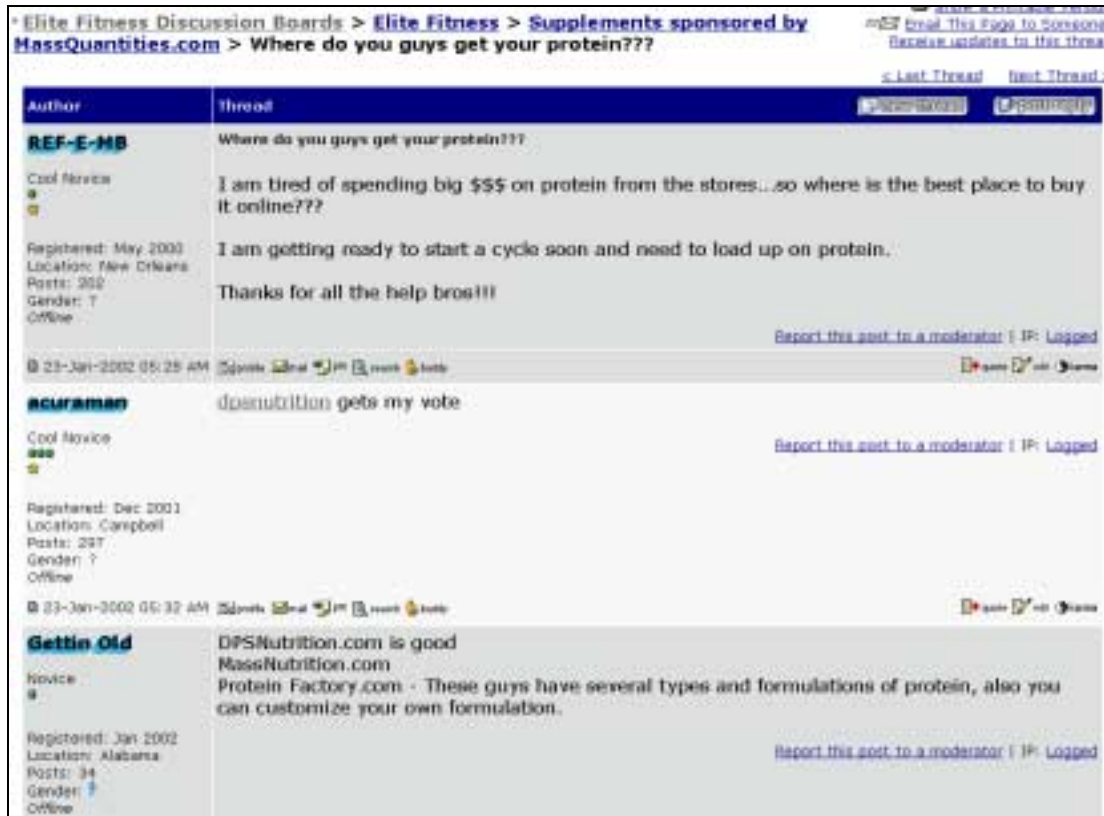 Elite Fitness Discussion Boards > Elite Fitness > Supplements sponsored by
MassQuantities.com > Where do you guys get your protein???
Email This Page to Someone
Receive updates to this threa
< Last Thread Next Thread
Author Thread
REF-E-MB
Cool Novice
Registered: May 2000
Location: New Orleans
Posts: 202
Gender: ?
Offline
Where do you guys get your protein???
I am tired of spending big $$$ on protein from the stores...so where is the best place to buy
it online???
I am getting ready to start a cycle soon and need to load up on protein.
Thanks for all the help bros!!!
Report this post to a moderator | IP: Logged
23-Jan-2002 05:25 AM
acuraman
Cool Novice
Registered: Dec 2001
Location: Campbell
Posts: 297
Gender: ?
Offline
dpsnutrition gets my vote
Report this post to a moderator | IP: Logged
23-Jan-2002 05:32 AM
Gettin Old
Novice
Registered: Jan 2002
Location: Alabama
Posts: 34
Gender:
Offline
DPSNutrition.com is good
MassNutrition.com
Protein Factory.com - These guys have several types and formulations of protein, also you
can customize your own formulation.
Report this post to a moderator | IP: Logged